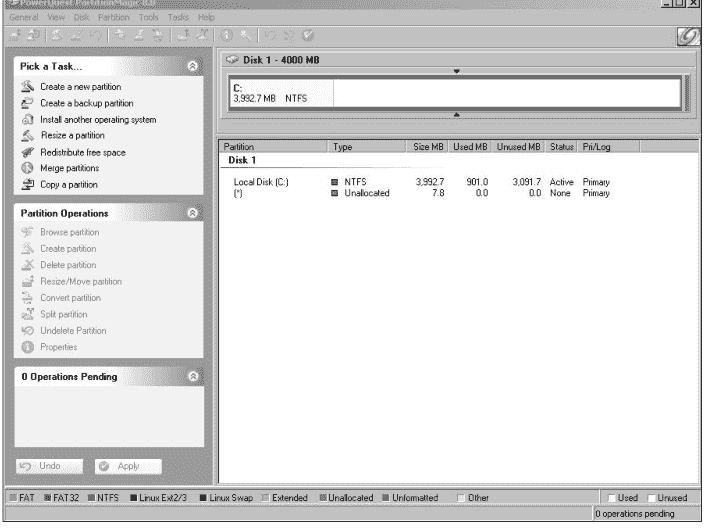 PowerQuest PartitionMagic 8.0
General View Disk Partition Tools Tasks Help
Pick a Task...
Create a new partition
Create a backup partition
Install another operating system
Resize a partition
Redistribute free space
Merge partitions
Copy a partition
Partition Operations
Browse partition
Create partition
Delete partition
Resize/Move partition
Convert partition
Split partition
Undelete Partition
Properties
0 Operations Pending
Undo Apply
Disk 1 - 4000 MB
C:
3,992.7 MB NTFS
Partition Type Size MB Used MB Unused MB Status Pri/Log
Disk 1
Local Disk (C:) NTFS 3,992.7 901.0 3,091.7 Active Primary
(*) Unallocated 7.8 0.0 0.0 None Primary
FAT FAT32 NTFS Linux Ext2/3 Linux Swap Extended Unallocated Unformatted Other Used Unused
0 operations pending